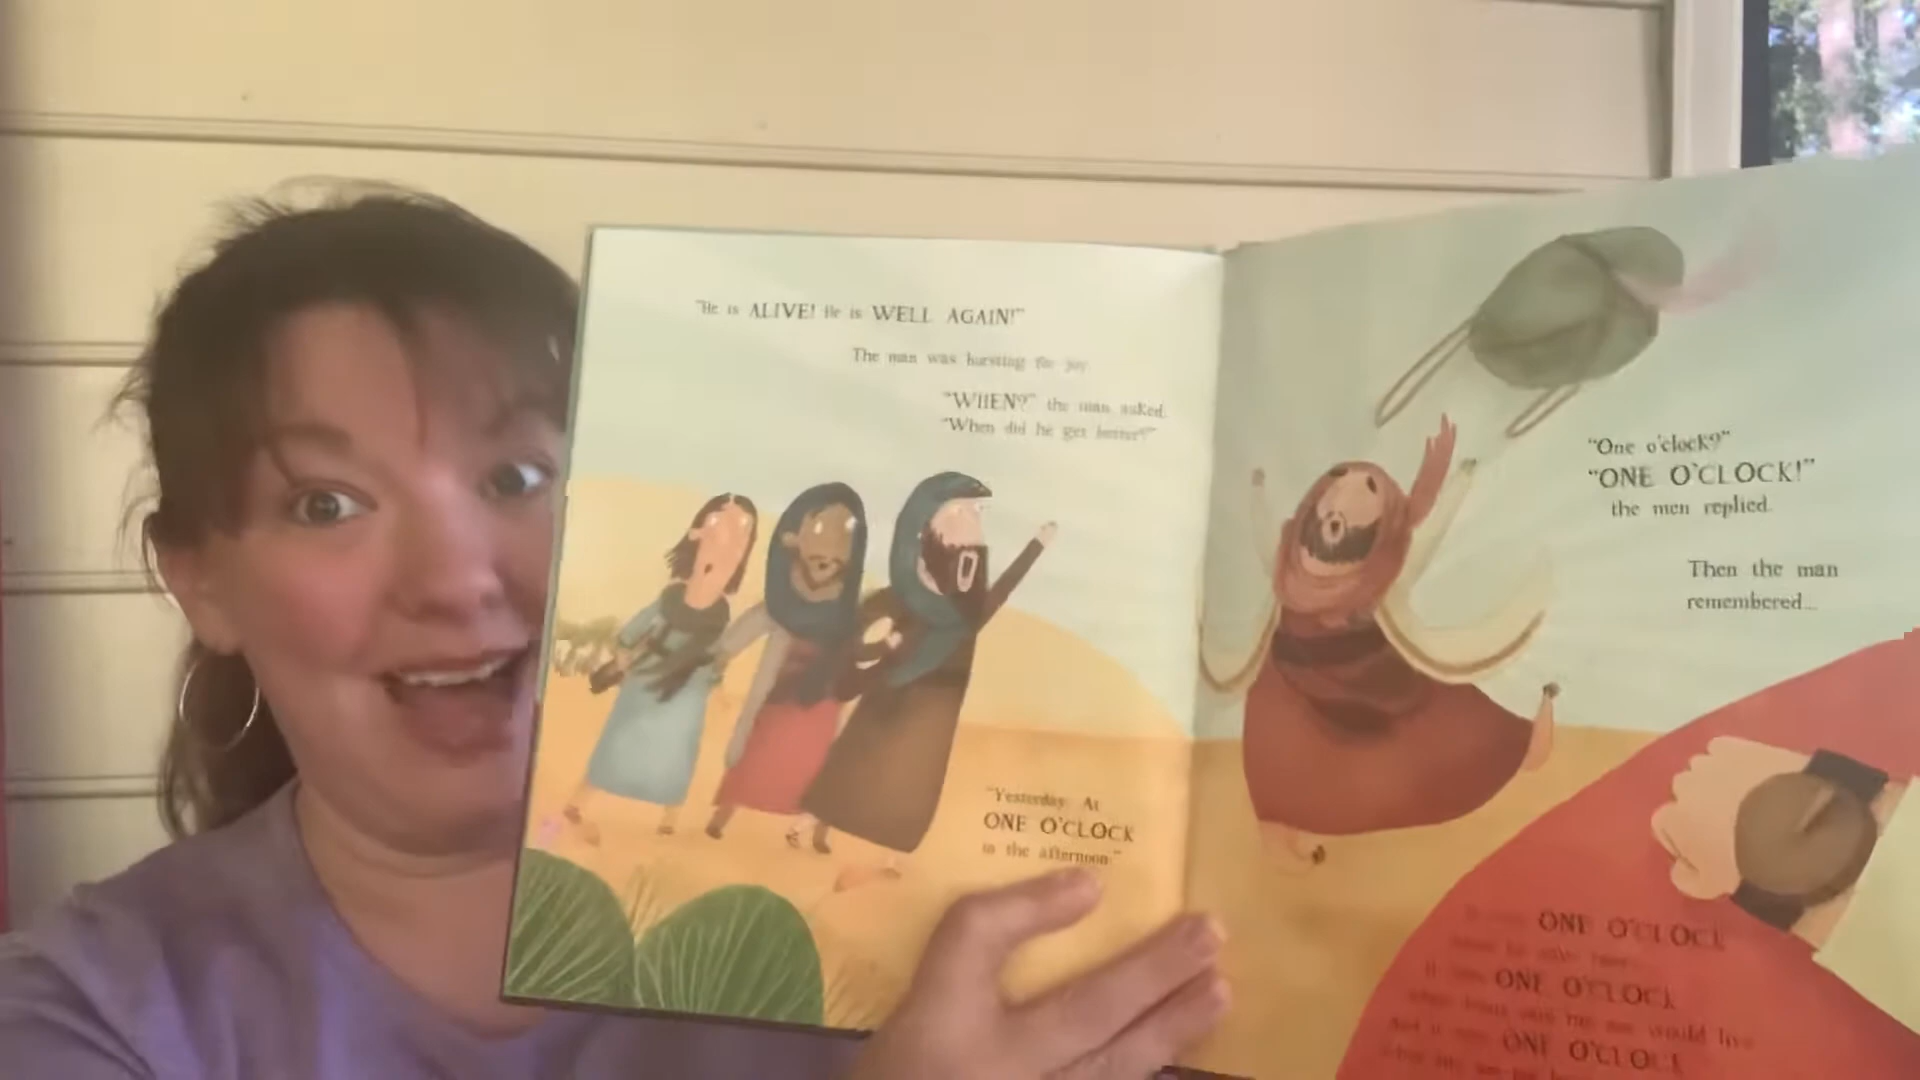 "He is ALIVE! He is WELL AGAIN!"
The man was bursting for joy.
"WHEN?" the man asked.
"When did he get better?"
"Yesterday. At
ONE O'CLOCK
in the afternoon."
"One o'clock?"
"ONE O'CLOCK!"
the men replied.
Then the man
remembered...
ONE O'CLOCK
ONE O'CLOCK
would live
ONE O'CLOCK